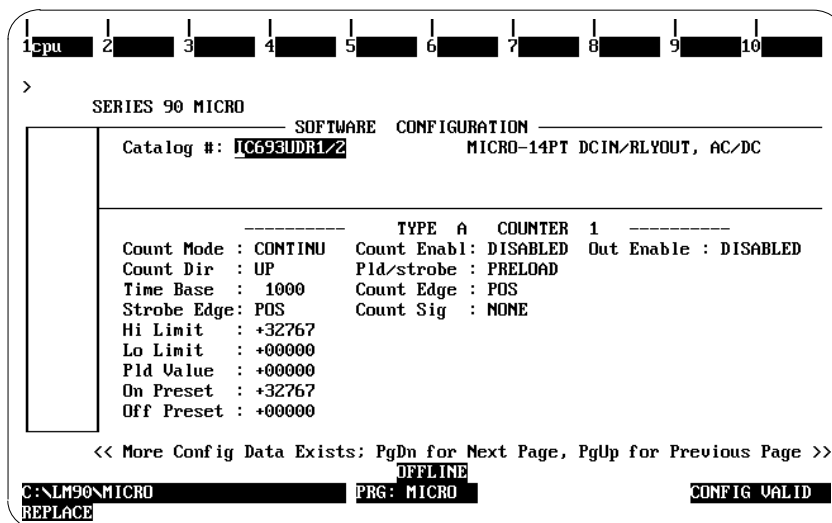 1cpu 2 3 4 5 6 7 8 9 10
>
SERIES 90 MICRO
SOFTWARE CONFIGURATION
Catalog #: IC693UDR1/2 MICRO-14PT DCIN/RLYOUT, AC/DC
---------- TYPE A COUNTER 1 ----------
Count Mode : CONTINU Count Enabl: DISABLED Out Enable : DISABLED
Count Dir : UP Pld/strobe : PRELOAD
Time Base : 1000 Count Edge : POS
Strobe Edge: POS Count Sig : NONE
Hi Limit : +32767
Lo Limit : +00000
Pld Value : +00000
On Preset : +32767
Off Preset : +00000
<< More Config Data Exists; PgDn for Next Page, PgUp for Previous Page >>
OFFLINE
C:\LM90\MICRO PRG: MICRO CONFIG VALID
REPLACE